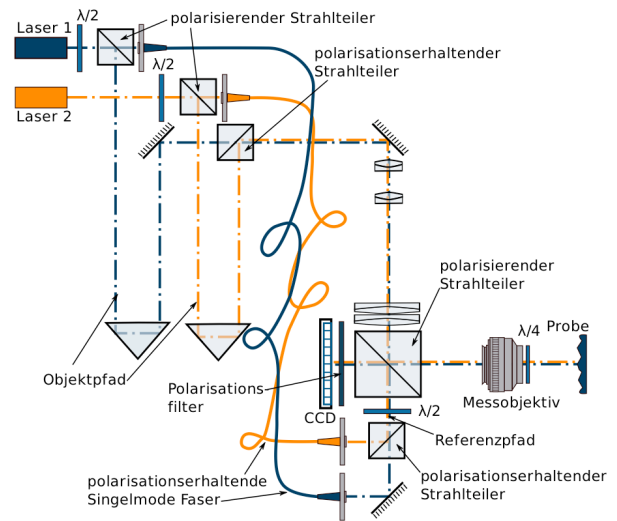 Laser 1
λ/2
polarisierender Strahlteiler
polarisationserhaltender
Strahlteiler
λ/2
Laser 2
polarisierender
Strahlteiler
λ/4
Probe
Objektpfad
Polarisations
filter
CCD
λ/2
Messobjektiv
Referenzpfad
polarisationserhaltende
Singelmode Faser
polarisationserhaltender
Strahlteiler